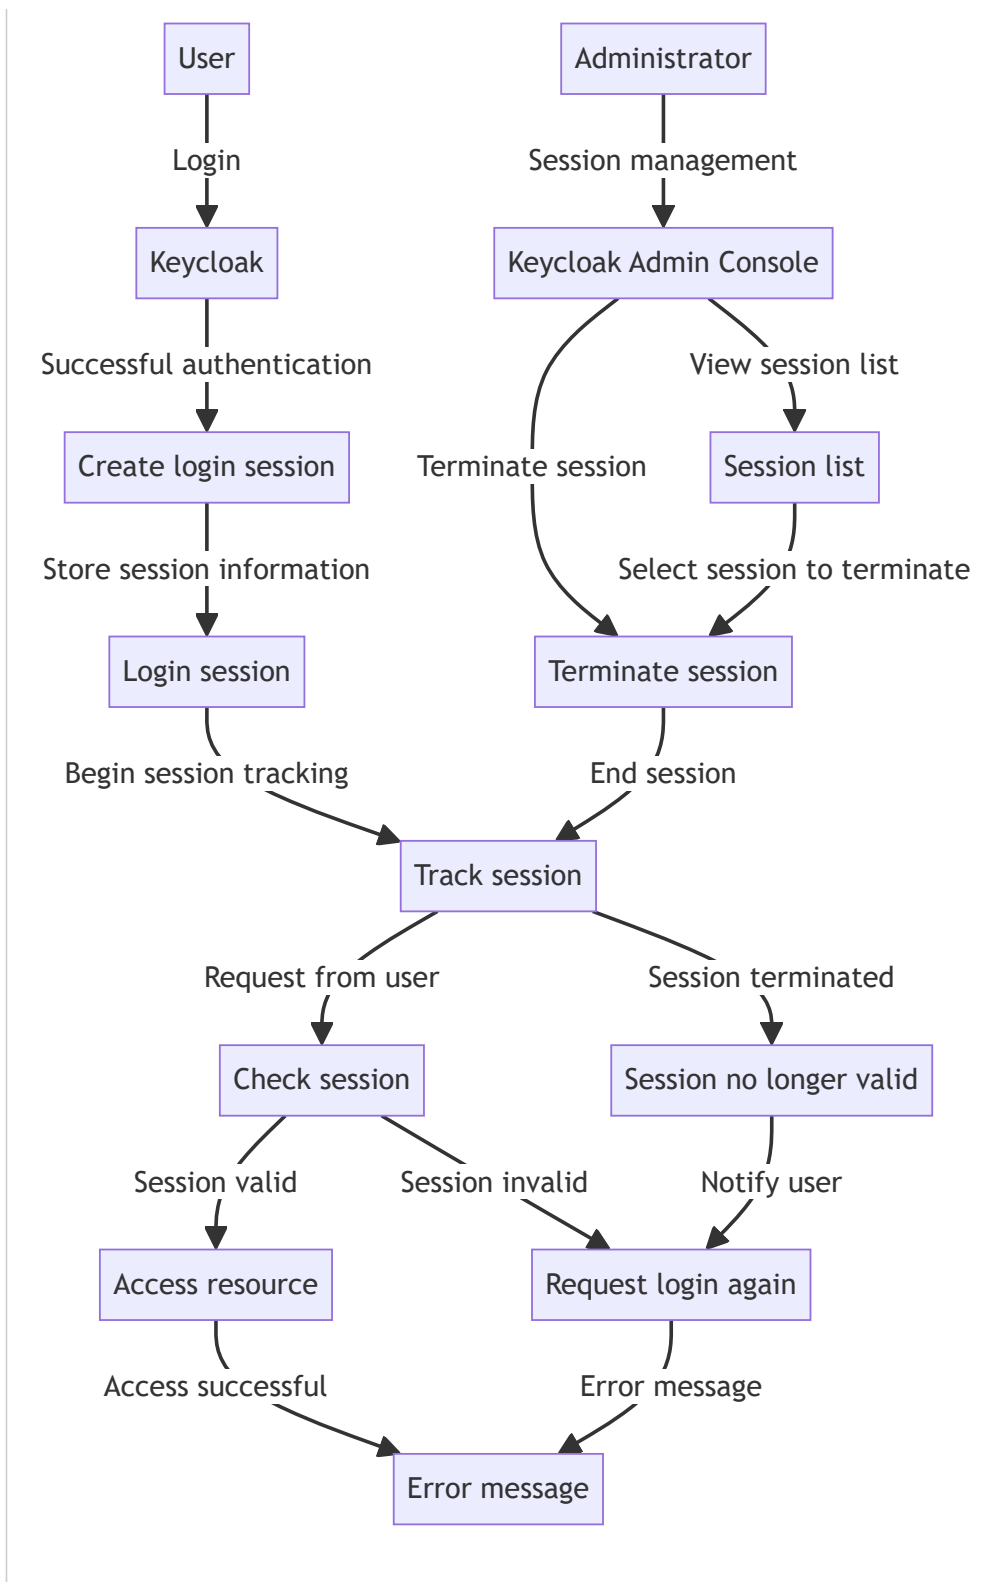 User
Administrator
Login
Session management
Keycloak
Keycloak Admin Console
Successful authentication
View session list
Create login session
Terminate session
Session list
Store session information
Select session to terminate
Login session
Terminate session
Begin session tracking
End session
Track session
Request from user
Session terminated
Check session
Session no longer valid
Session valid
Session invalid
Notify user
Access resource
Request login again
Access successful
Error message
Error message